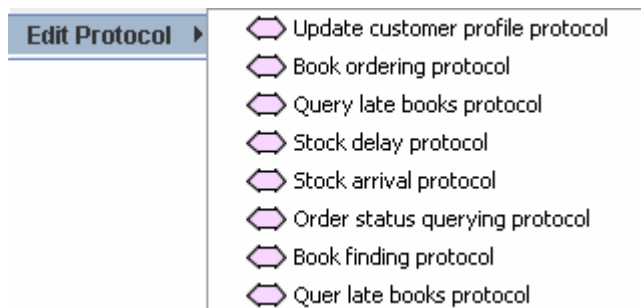 Edit Protocol
Update customer profile protocol
Book ordering protocol
Query late books protocol
Stock delay protocol
Stock arrival protocol
Order status querying protocol
Book finding protocol
Quer late books protocol